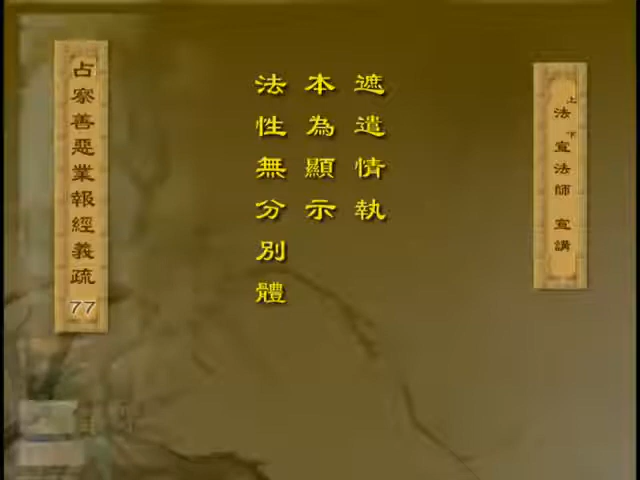 遮遣情執
本為顯示
法性無分別體
上法下宣法師 宣講
占察善惡業報經義疏
77